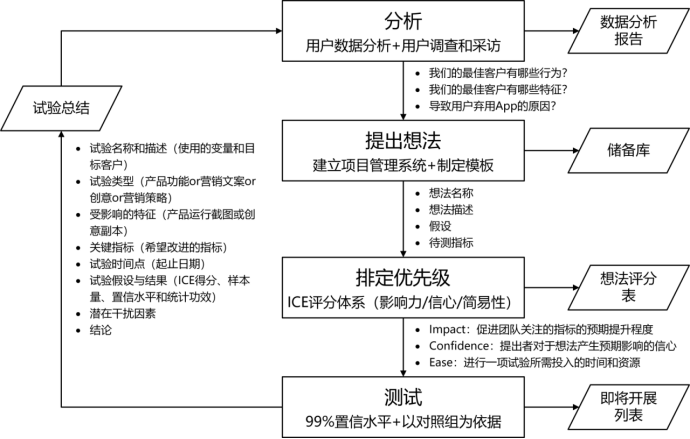 分析
用户数据分析+用户调查和采访
数据分析
报告
• 我们的最佳客户有哪些行为?
• 我们的最佳客户有哪些特征?
• 导致用户弃用App的原因?
试验总结
提出想法
建立项目管理系统+制定模板
储备库
• 试验名称和描述（使用的变量和目
标客户）
• 试验类型（产品功能or营销文案or
创意or营销策略）
• 受影响的特征（产品运行截图或创
意副本）
• 关键指标（希望改进的指标）
• 试验时间点（起止日期）
• 试验假设与结果（ICE得分、样本
量、置信水平和统计功效）
• 潜在干扰因素
• 结论
• 想法名称
• 想法描述
• 假设
• 待测指标
排定优先级
ICE评分体系（影响力/信心/简易性）
想法评分
表
• Impact：促进团队关注的指标的预期提升程度
• Confidence：提出者对于想法产生预期影响的信心
• Ease：进行一项试验所需投入的时间和资源
测试
99%置信水平+以对照组为依据
即将开展
列表